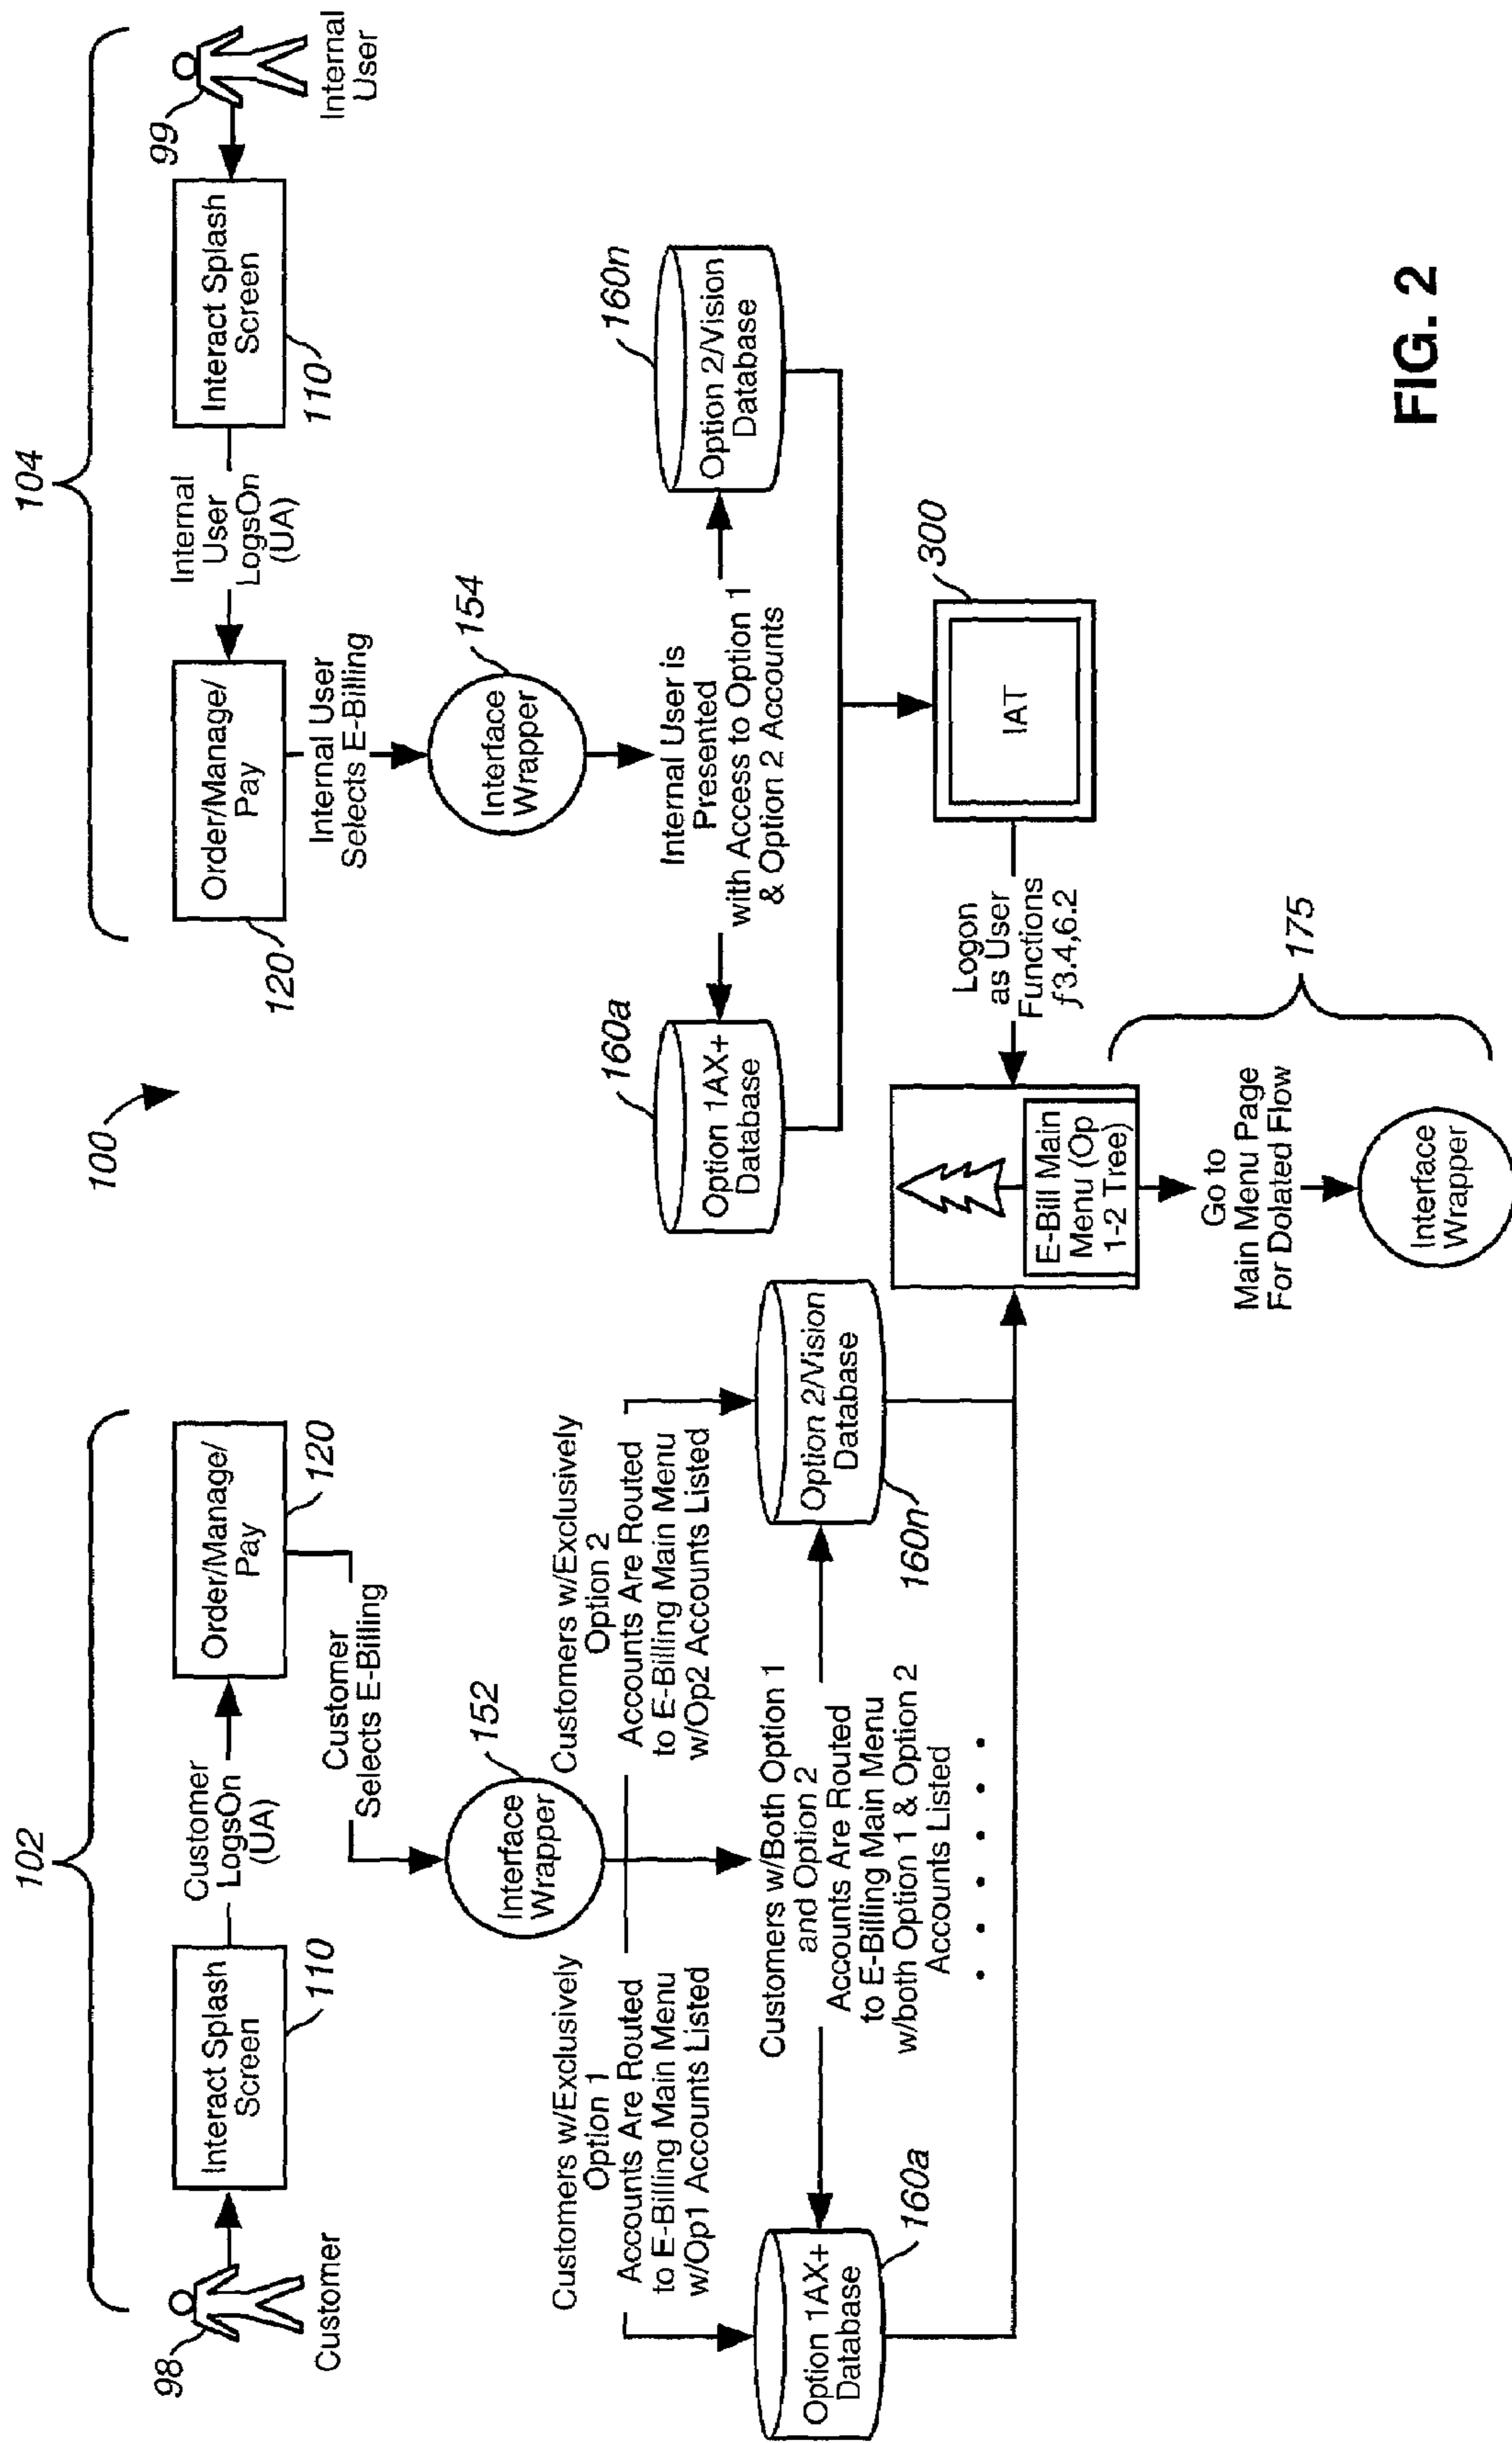 102
98
Customer
Interact Splash
Screen
110
Customer
LogsOn
(UA)
Order/Manage/
Pay
120
Customer
Selects E-Billing
Interface
Wrapper
152
Customers w/Exclusively
Option 1
Accounts Are Routed
to E-Billing Main Menu
w/Op1 Accounts Listed
Customers w/Exclusively
Option 2
Accounts Are Routed
to E-Billing Main Menu
w/Op2 Accounts Listed
Option 1AX+
Database
160a
Customers w/Both Option 1
and Option 2
Accounts Are Routed
to E-Billing Main Menu
w/both Option 1 & Option 2
Accounts Listed
Option 2/Vision
Database
160n
100
104
Order/Manage/
Pay
120
Internal
User
LogsOn
(UA)
Interact Splash
Screen
110
99
Internal
User
Internal User
Selects E-Billing
Interface
Wrapper
154
Internal User is
Presented
with Access to Option 1
& Option 2 Accounts
Option 1AX+
Database
160a
Option 2/Vision
Database
160n
IAT
300
Logon
as User
Functions
ƒ3.4,6.2
E-Bill Main
Menu (Op
1-2 Tree)
Go to
Main Menu Page
For Dolated Flow
Interface
Wrapper
175
FIG. 2